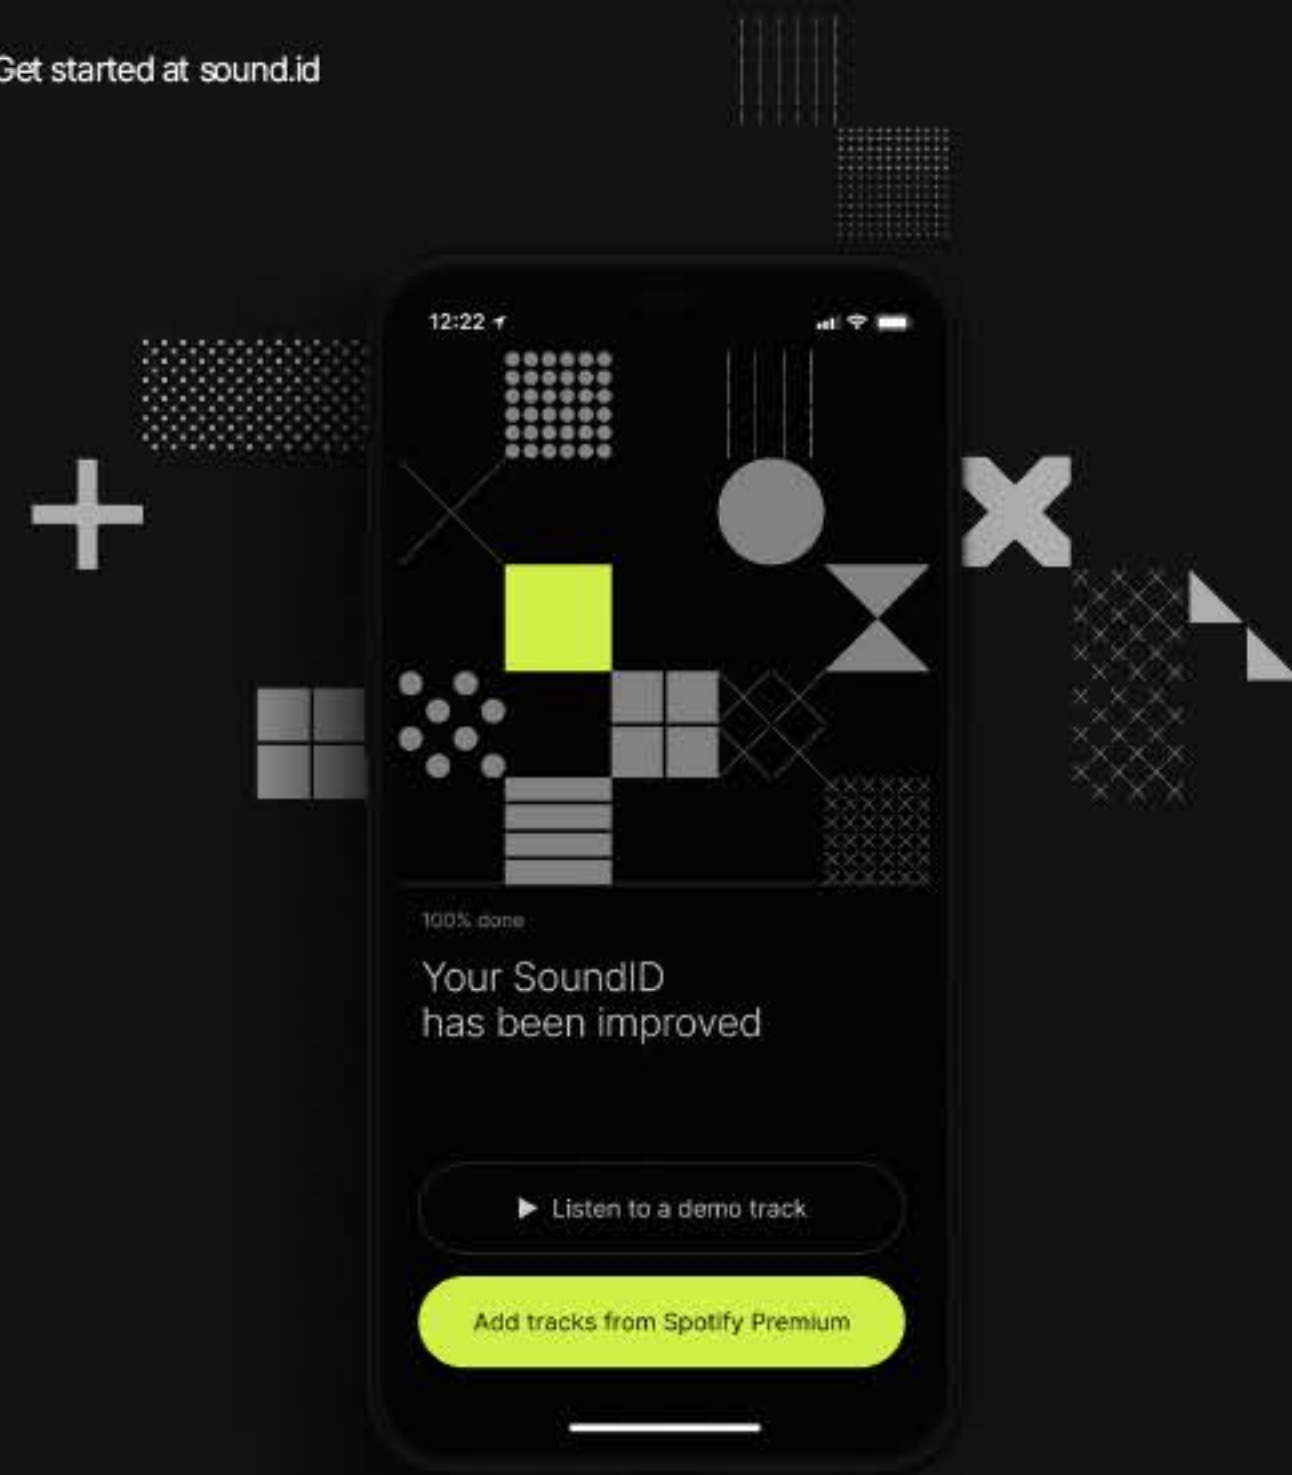 Get started at sound.id
12:22
100% done
Your SoundID
has been improved
Listen to a demo track
Add tracks from Spotify Premium